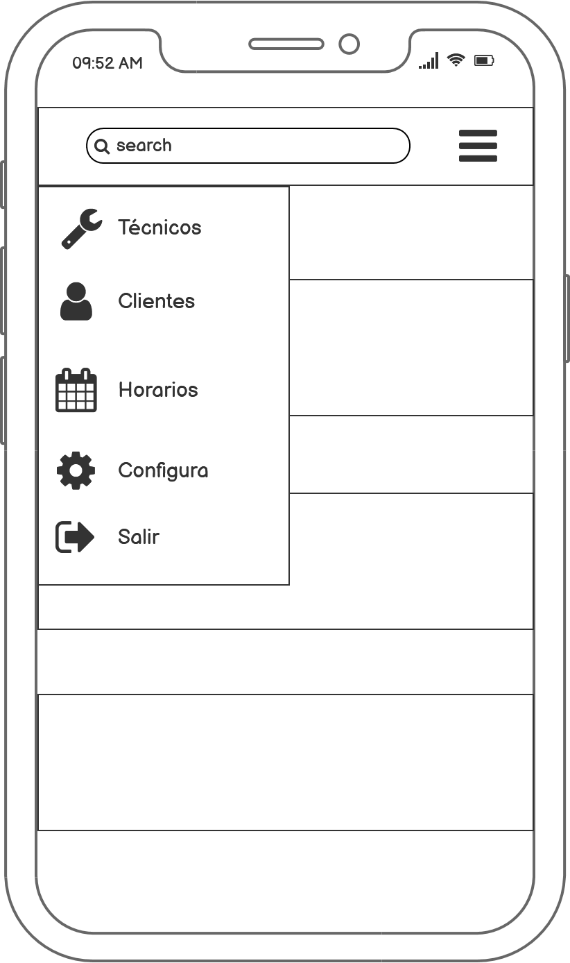 09:52 AM
search
Técnicos
Clientes
Horarios
Configura
Salir